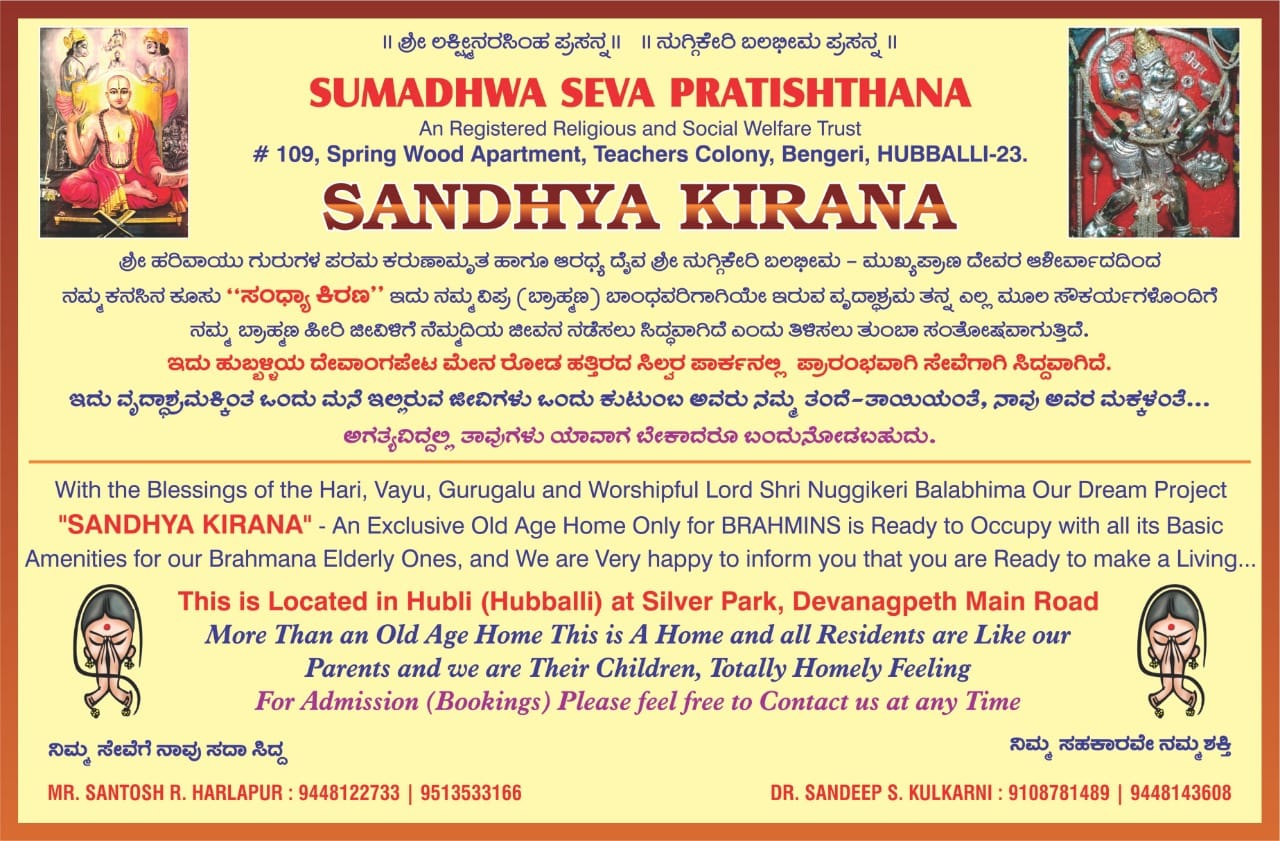 ॥ ಶ್ರೀ ಲಕ್ಷ್ಮೀನರಸಿಂಹ ಪ್ರಸನ್ನ॥ ॥ ನುಗ್ಗಿಕೇರಿ ಬಲಭೀಮ ಪ್ರಸನ್ನ ॥
SUMADHWA SEVA PRATISHTHANA
An Registered Religious and Social Welfare Trust
# 109, Spring Wood Apartment, Teachers Colony, Bengeri, HUBBALLI-23.
SANDHYA KIRANA
ಶ್ರೀ ಹರಿವಾಯು ಗುರುಗಳ ಪರಮ ಕರುಣಾಮೃತ ಹಾಗೂ ಆರಧ್ಯ ದೈವ ಶ್ರೀ ನುಗ್ಗಿಕೇರಿ ಬಲಭೀಮ – ಮುಖ್ಯಪ್ರಾಣ ದೇವರ ಆಶೇರ್ವಾದದಿಂದ
ನಮ್ಮ ಕನಸಿನ ಕೂಸು “ಸಂಧ್ಯಾ ಕಿರಣ” ಇದು ನಮ್ಮ ವಿಪ್ರ (ಬ್ರಾಹ್ಮಣ) ಬಾಂಧವರಿಗಾಗಿಯೇ ಇರುವ ವೃದ್ಧಾಶ್ರಮ ತನ್ನ ಎಲ್ಲ ಮೂಲ ಸೌಕರ್ಯಗಳೊಂದಿಗೆ
ನಮ್ಮ ಬ್ರಾಹ್ಮಣ ಹೀರಿ ಜೀವಿಳಿಗೆ ನೆಮ್ಮದಿಯ ಜೀವನ ನಡೆಸಲು ಸಿದ್ಧವಾಗಿದೆ ಎಂದು ತಿಳಿಸಲು ತುಂಬಾ ಸಂತೋಷವಾಗುತ್ತಿದೆ.
ಇದು ಹುಬ್ಬಳ್ಳಿಯ ದೇವಾಂಗಪೇಟ ಮೇನ ರೋಡ ಹತ್ತಿರದ ಸಿಲ್ವರ ಪಾರ್ಕನಲ್ಲಿ ಪ್ರಾರಂಭವಾಗಿ ಸೇವೆಗಾಗಿ ಸಿದ್ದವಾಗಿದೆ.
ಇದು ವೃದ್ಧಾಶ್ರಮಕ್ಕಿಂತ ಒಂದು ಮನೆ ಇಲ್ಲಿರುವ ಜೀವಿಗಳು ಒಂದು ಕುಟುಂಬ ಅವರು ನಮ್ಮ ತಂದೆ-ತಾಯಿಯಂತೆ, ನಾವು ಅವರ ಮಕ್ಕಳಂತೆ...
ಅಗತ್ಯವಿದ್ದಲ್ಲಿ ತಾವುಗಳು ಯಾವಾಗ ಬೇಕಾದರೂ ಬಂದುನೋಡಬಹುದು.
With the Blessings of the Hari, Vayu, Gurugalu and Worshipful Lord Shri Nuggikeri Balabhima Our Dream Project
"SANDHYA KIRANA" - An Exclusive Old Age Home Only for BRAHMINS is Ready to Occupy with all its Basic
Amenities for our Brahmana Elderly Ones, and We are Very happy to inform you that you are Ready to make a Living...
This is Located in Hubli (Hubballi) at Silver Park, Devanagpeth Main Road
More Than an Old Age Home This is A Home and all Residents are Like our
Parents and we are Their Children, Totally Homely Feeling
For Admission (Bookings) Please feel free to Contact us at any Time
ನಿಮ್ಮ ಸೇವೆಗೆ ನಾವು ಸದಾ ಸಿದ್ದ
ನಿಮ್ಮ ಸಹಕಾರವೇ ನಮ್ಮ ಶಕ್ತಿ
MR. SANTOSH R. HARLAPUR : 9448122733 | 9513533166
DR. SANDEEP S. KULKARNI : 9108781489 | 9448143608